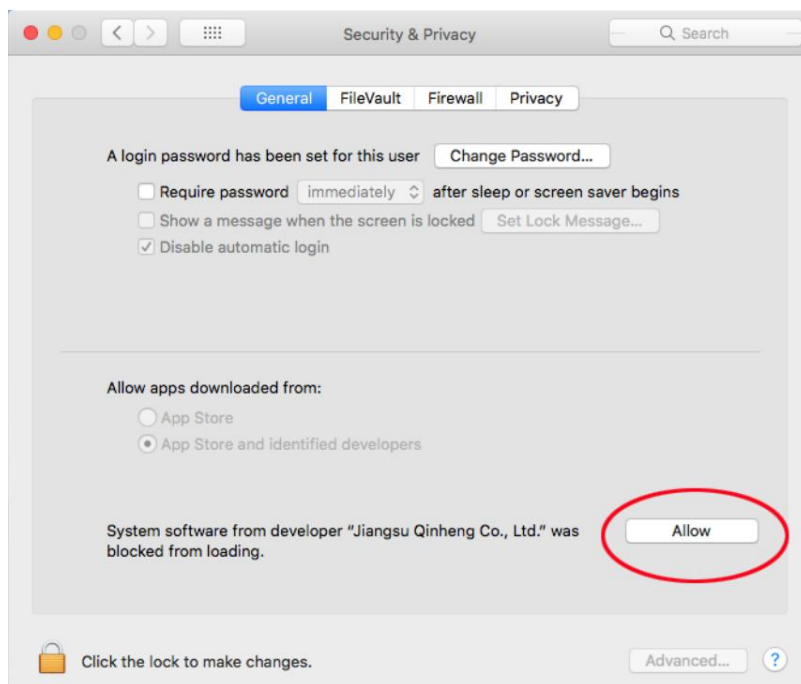 Security & Privacy
Search
General FileVault Firewall Privacy
A login password has been set for this user Change Password...
Require password immediately after sleep or screen saver begins
Show a message when the screen is locked Set Lock Message...
Disable automatic login
Allow apps downloaded from:
App Store
App Store and identified developers
System software from developer “Jiangsu Qinheng Co., Ltd.” was
blocked from loading.
Allow
Click the lock to make changes.
Advanced... ?